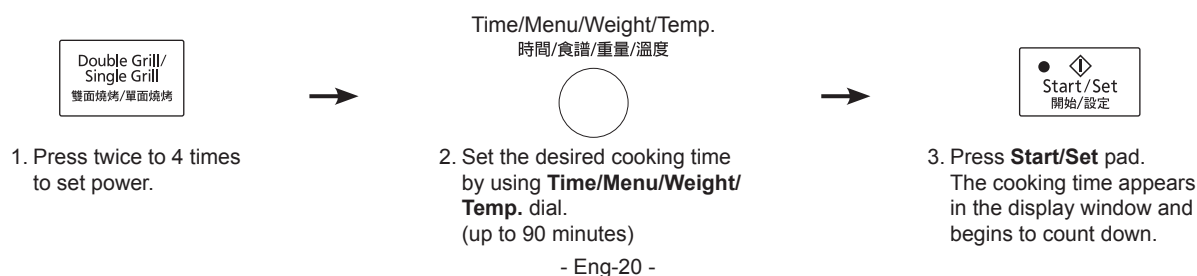 Double Grill/
Single Grill
雙面燒烤/單面燒烤
1. Press twice to 4 times
to set power.
Time/Menu/Weight/Temp.
時間/食譜/重量/溫度
2. Set the desired cooking time
by using Time/Menu/Weight/
Temp. dial.
(up to 90 minutes)
Start/Set
開始/設定
3. Press Start/Set pad.
The cooking time appears
in the display window and
begins to count down.
- Eng-20 -